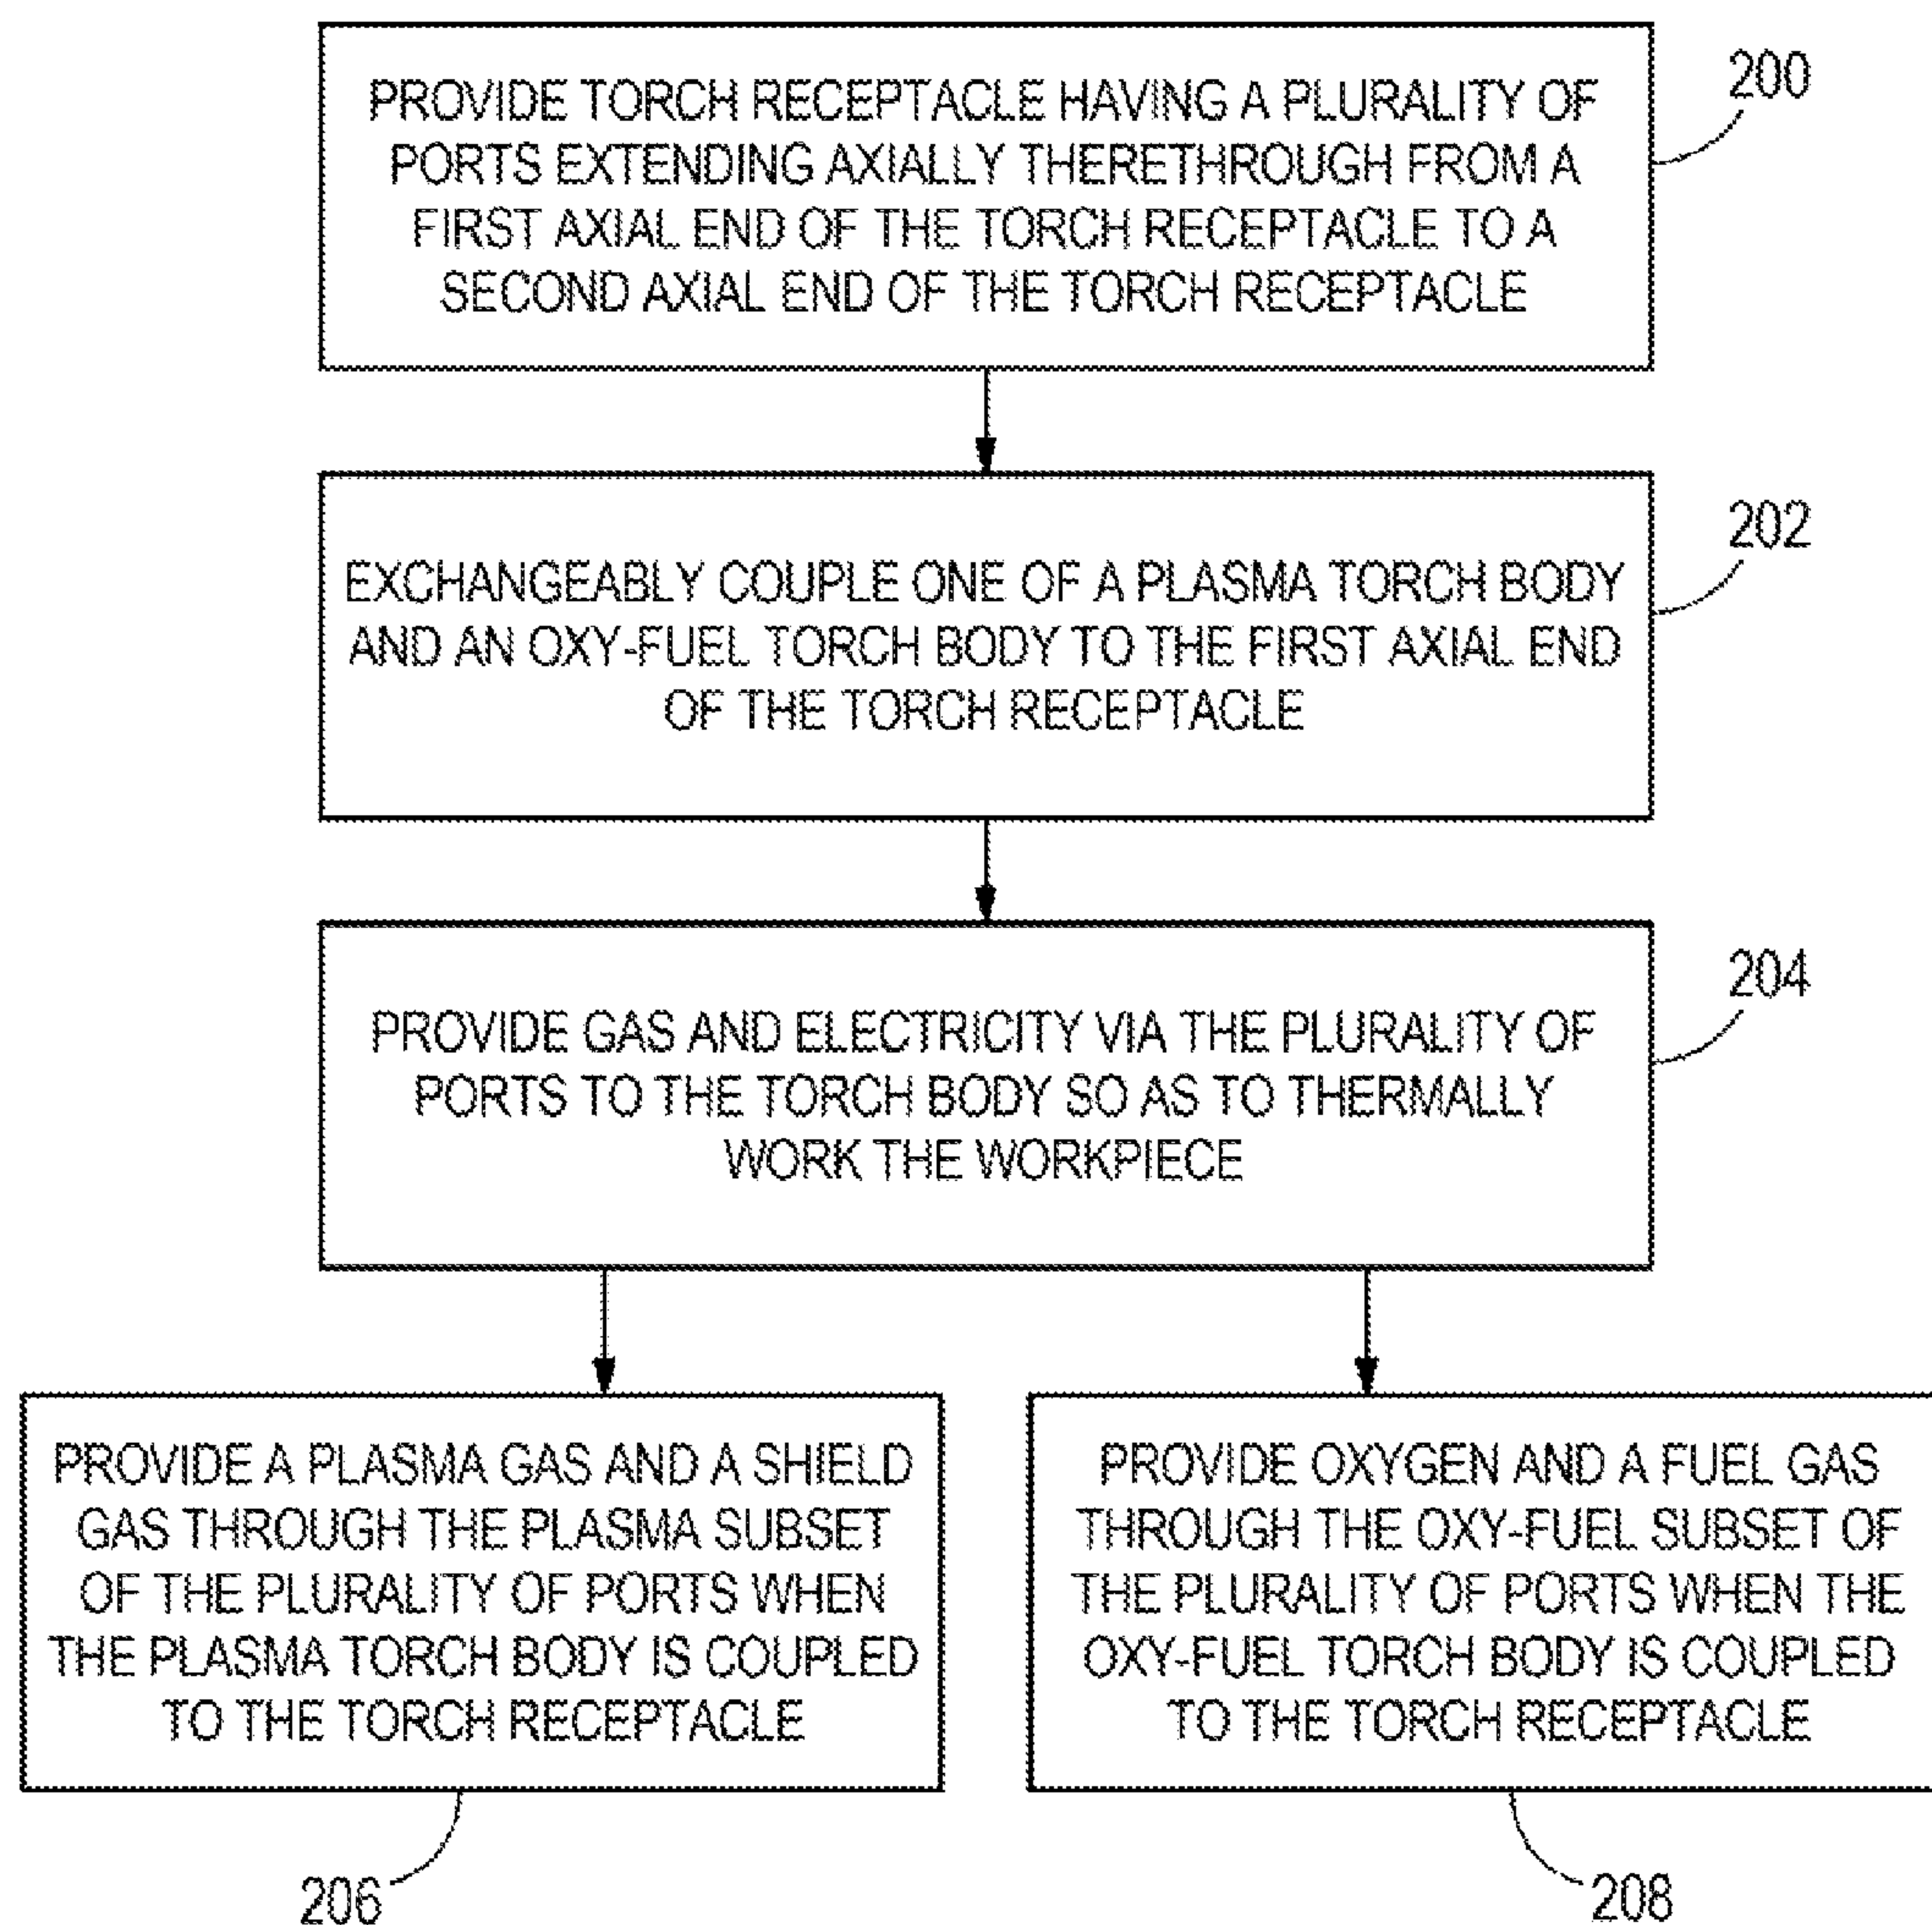 PROVIDE TORCH RECEPTACLE HAVING A PLURALITY OF
PORTS EXTENDING AXIALLY THERETHROUGH FROM A
FIRST AXIAL END OF THE TORCH RECEPTACLE TO A
SECOND AXIAL END OF THE TORCH RECEPTACLE
200
EXCHANGEABLY COUPLE ONE OF A PLASMA TORCH BODY
AND AN OXY-FUEL TORCH BODY TO THE FIRST AXIAL END
OF THE TORCH RECEPTACLE
202
PROVIDE GAS AND ELECTRICITY VIA THE PLURALITY OF
PORTS TO THE TORCH BODY SO AS TO THERMALLY
WORK THE WORKPIECE
204
PROVIDE A PLASMA GAS AND A SHIELD
GAS THROUGH THE PLASMA SUBSET
OF THE PLURALITY OF PORTS WHEN
THE PLASMA TORCH BODY IS COUPLED
TO THE TORCH RECEPTACLE
206
PROVIDE OXYGEN AND A FUEL GAS
THROUGH THE OXY-FUEL SUBSET OF
THE PLURALITY OF PORTS WHEN THE
OXY-FUEL TORCH BODY IS COUPLED
TO THE TORCH RECEPTACLE
208